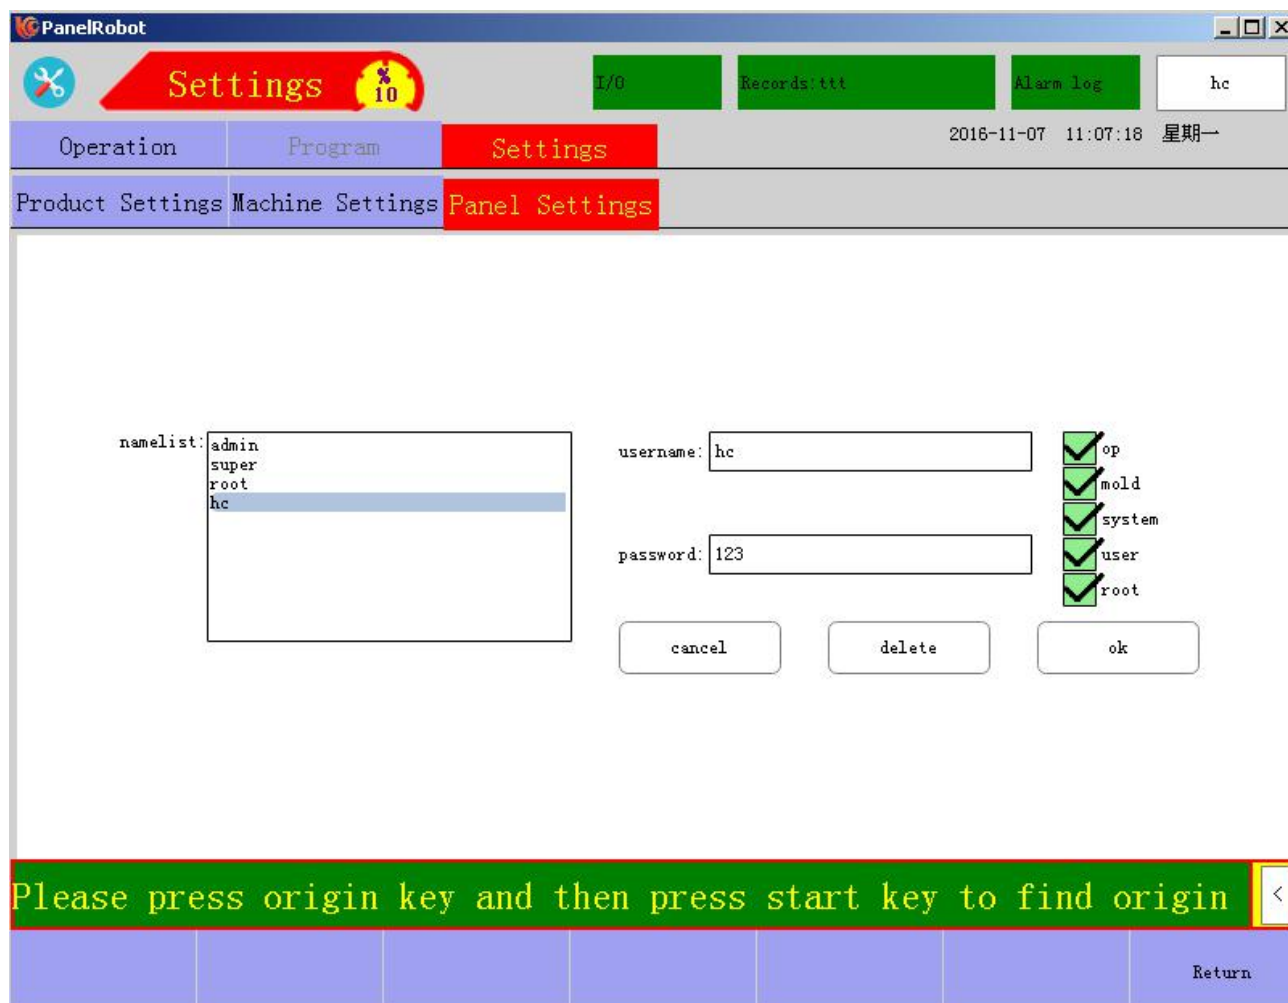 PanelRobot
Settings % 10 I/O Records:ttt Alarm log hc
Operation Program Settings 2016-11-07 11:07:18 星期一
Product Settings Machine Settings Panel Settings
namelist: admin
super
root
hc
username: hc
password: 123
op
mold
system
user
root
cancel delete ok
Please press origin key and then press start key to find origin <
Return